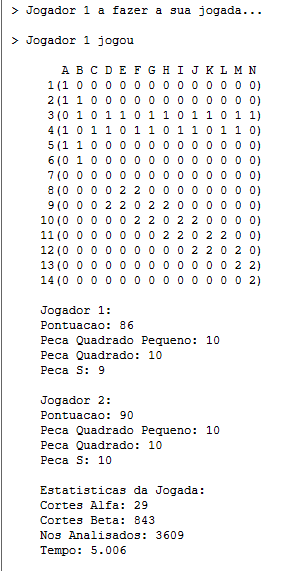 > Jogador 1 a fazer a sua jogada...
> Jogador 1 jogou
A B C D E F G H I J K L M N
1(1 0 0 0 0 0 0 0 0 0 0 0 0 0)
2(1 1 0 0 0 0 0 0 0 0 0 0 0 0)
3(0 1 0 1 1 0 1 1 0 1 1 0 1 1)
4(1 0 1 1 0 1 1 0 1 1 0 1 1 0)
5(1 1 0 0 0 0 0 0 0 0 0 0 0 0)
6(0 1 0 0 0 0 0 0 0 0 0 0 0 0)
7(0 0 0 0 0 0 0 0 0 0 0 0 0 0)
8(0 0 0 0 2 2 0 0 0 0 0 0 0 0)
9(0 0 0 2 2 0 2 2 0 0 0 0 0 0)
10(0 0 0 0 0 2 2 0 2 2 0 0 0 0)
11(0 0 0 0 0 0 0 2 2 0 2 2 0 0)
12(0 0 0 0 0 0 0 0 0 2 2 0 2 0)
13(0 0 0 0 0 0 0 0 0 0 0 0 2 2)
14(0 0 0 0 0 0 0 0 0 0 0 0 0 2)
Jogador 1:
Pontuacao: 86
Peca Quadrado Pequeno: 10
Peca Quadrado: 10
Peca S: 9
Jogador 2:
Pontuacao: 90
Peca Quadrado Pequeno: 10
Peca Quadrado: 10
Peca S: 10
Estatisticas da Jogada:
Cortes Alfa: 29
Cortes Beta: 843
Nos Analisados: 3609
Tempo: 5.006